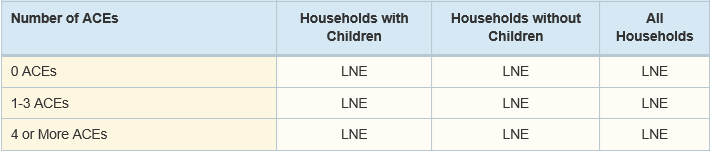 Number of ACEs Households with Children Households without Children All Households
0 ACEs LNE LNE LNE
1-3 ACEs LNE LNE LNE
4 or More ACEs LNE LNE LNE